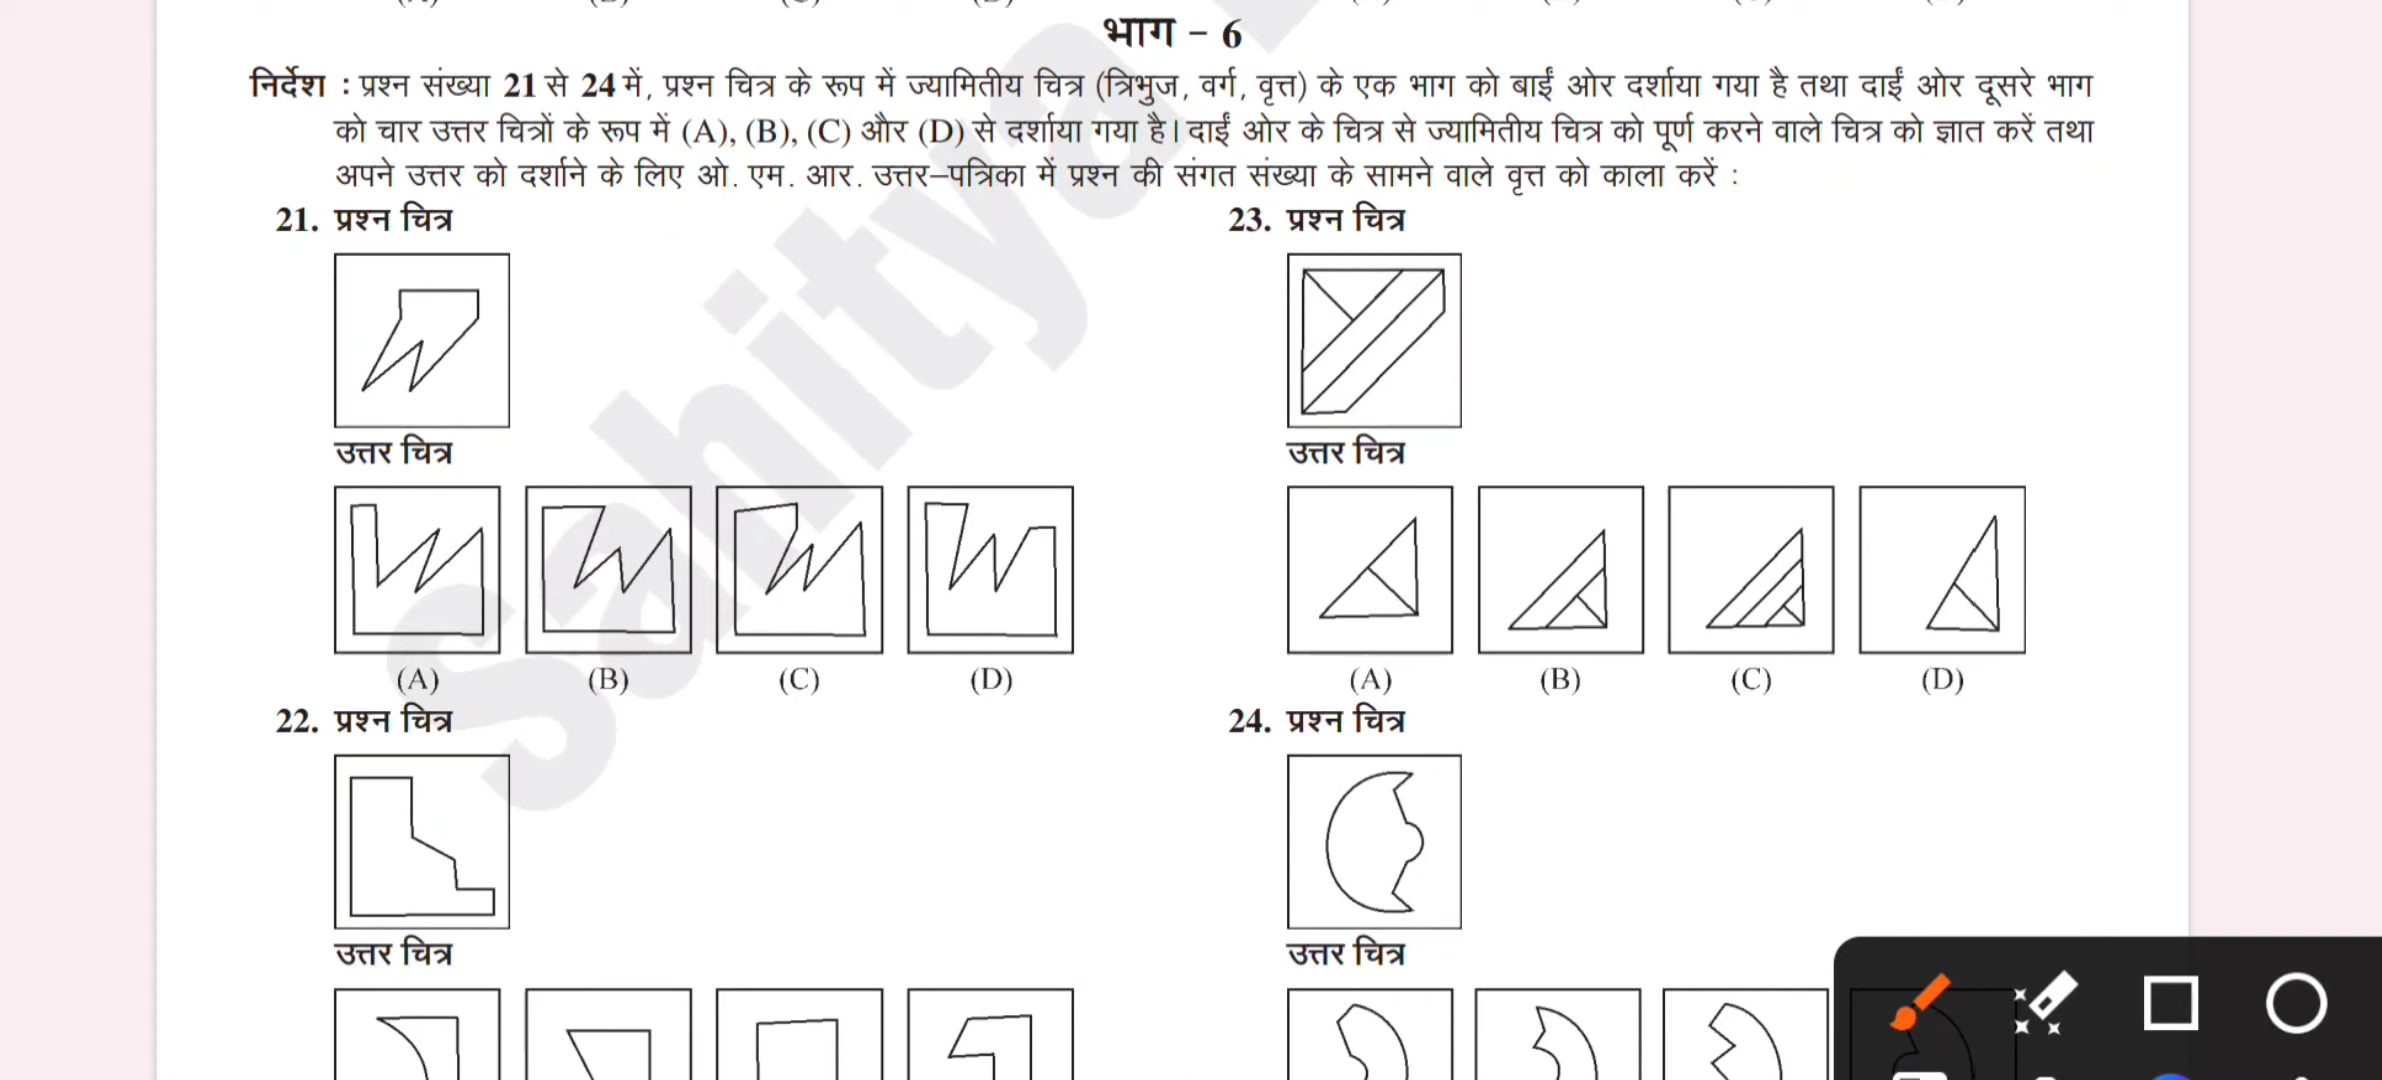 भाग – 6
निर्देश : प्रश्न संख्या 21 से 24 में, प्रश्न चित्र के रूप में ज्यामितीय चित्र (त्रिभुज, वर्ग, वृत्त) के एक भाग को बाईं ओर दर्शाया गया है तथा दाईं ओर दूसरे भाग
को चार उत्तर चित्रों के रूप में (A), (B), (C) और (D) से दर्शाया गया है। दाईं ओर के चित्र से ज्यामितीय चित्र को पूर्ण करने वाले चित्र को ज्ञात करें तथा
अपने उत्तर को दर्शाने के लिए ओ. एम. आर. उत्तर–पत्रिका में प्रश्न की संगत संख्या के सामने वाले वृत्त को काला करें :
21. प्रश्न चित्र
उत्तर चित्र
(A) (B) (C) (D)
22. प्रश्न चित्र
उत्तर चित्र
23. प्रश्न चित्र
उत्तर चित्र
(A) (B) (C) (D)
24. प्रश्न चित्र
उत्तर चित्र
Sahitya